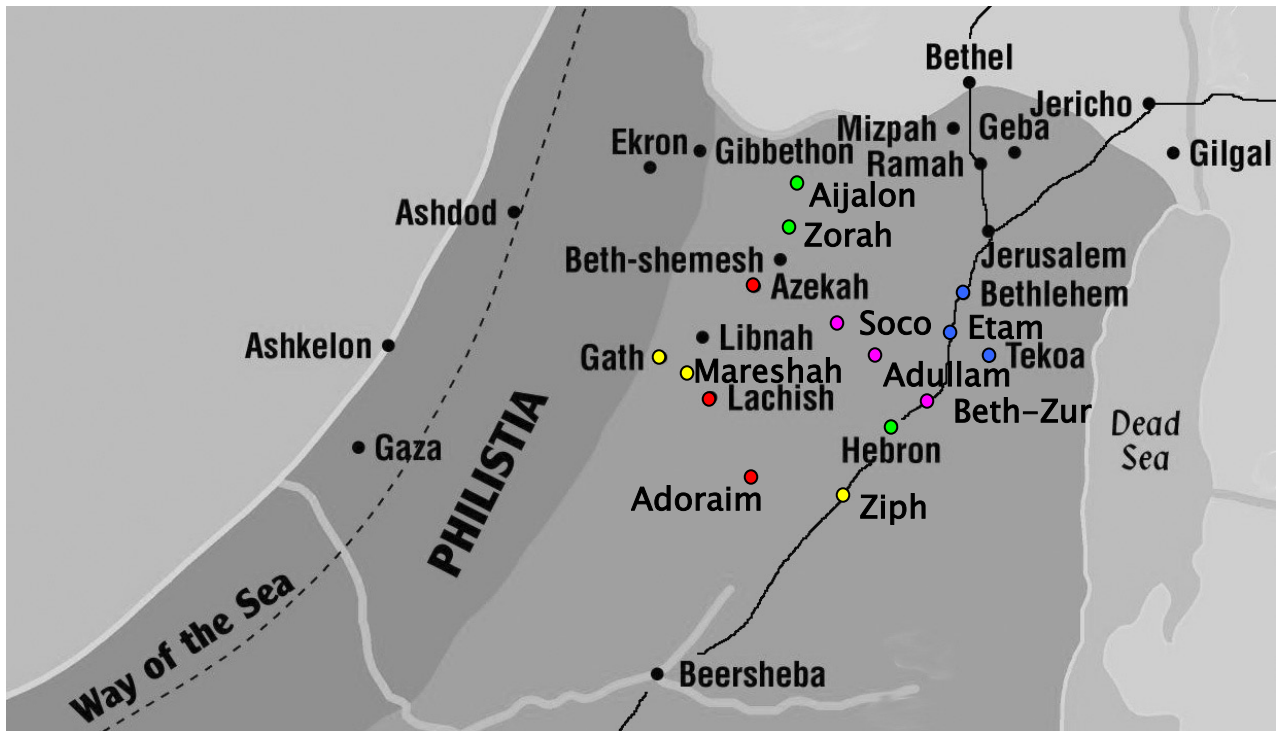 Bethel
Jericho
Mizpah
Geba
Ekron
Gibbethon
Ramah
Gilgal
Aijalon
Ashdod
Zorah
Jerusalem
Beth-shemesh
Azekah
Bethlehem
Soco
Etam
Libnah
Ashkelon
Gath
Tekoa
Mareshah
Adullam
Lachish
Beth-Zur
Dead
Sea
Gaza
Hebron
PHILISTIA
Adoraim
Ziph
Way of the Sea
Beersheba